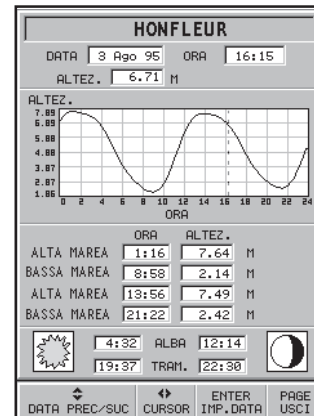 HONFLEUR
DATA 3 Ago 95 ORA 16:15
ALTEZ. 6.71 M
ALTEZ.
7.89
6.89
5.88
4.88
3.87
2.87
1.86
0 2 4 6 8 10 12 14 16 18 20 22 24
ORA
ORA ALTEZ.
ALTA MAREA 1:16 7.64 M
BASSA MAREA 8:58 2.14 M
ALTA MAREA 13:56 7.49 M
BASSA MAREA 21:22 2.42 M
4:32 ALBA 12:14
19:37 TRAM. 22:30
DATA PREC/SUC CURSOR ENTER IMP.DATA PAGE USCI